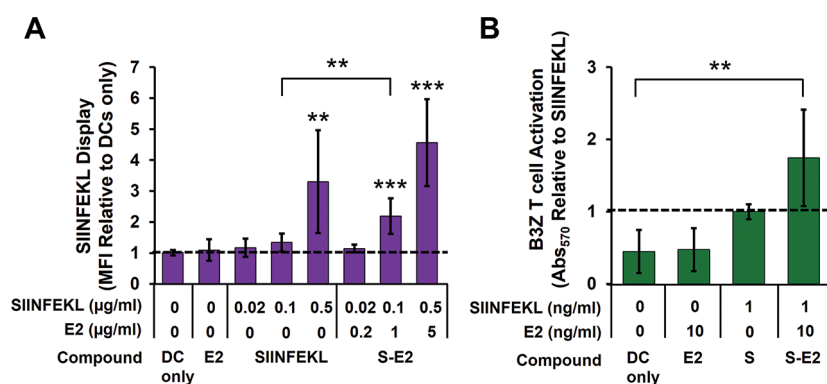 A
SIINFEKL Display
(MFI Relative to DCs only)
7
6
5
4
3
2
1
0
**
**
***
***
SIINFEKL (µg/ml) 0 0 0.02 0.1 0.5 0.02 0.1 0.5
E2 (µg/ml) 0 0 0 0 0 0.2 1 5
Compound DC only E2 SIINFEKL S-E2
B
B3Z T cell Activation
(Abs570 Relative to SIINFEKL)
3
2
1
0
**
SIINFEKL (ng/ml) 0 0 1 1
E2 (ng/ml) 0 10 0 10
Compound DC only E2 S S-E2